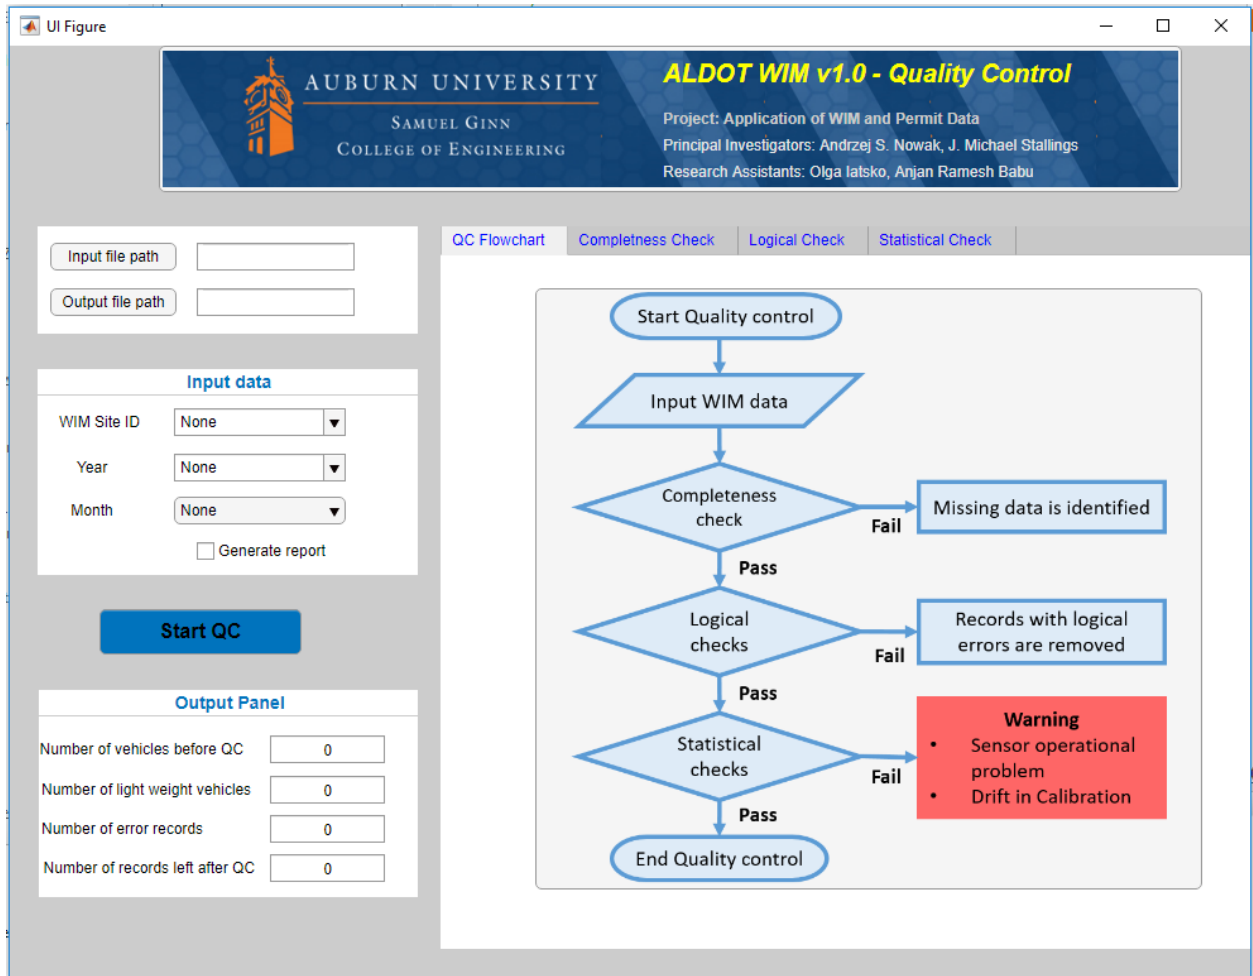 UI Figure
AUBURN UNIVERSITY
SAMUEL GINN
COLLEGE OF ENGINEERING
ALDOT WIM v1.0 - Quality Control
Project: Application of WIM and Permit Data
Principal Investigators: Andrzej S. Nowak, J. Michael Stallings
Research Assistants: Olga Iatsko, Anjan Ramesh Babu
Input file path
Output file path
Input data
WIM Site ID None
Year None
Month None
Generate report
Start QC
Output Panel
Number of vehicles before QC 0
Number of light weight vehicles 0
Number of error records 0
Number of records left after QC 0
QC Flowchart Completness Check Logical Check Statistical Check
Start Quality control
Input WIM data
Completeness
check
Fail
Missing data is identified
Pass
Logical
checks
Fail
Records with logical
errors are removed
Pass
Statistical
checks
Fail
Warning
• Sensor operational
problem
• Drift in Calibration
Pass
End Quality control